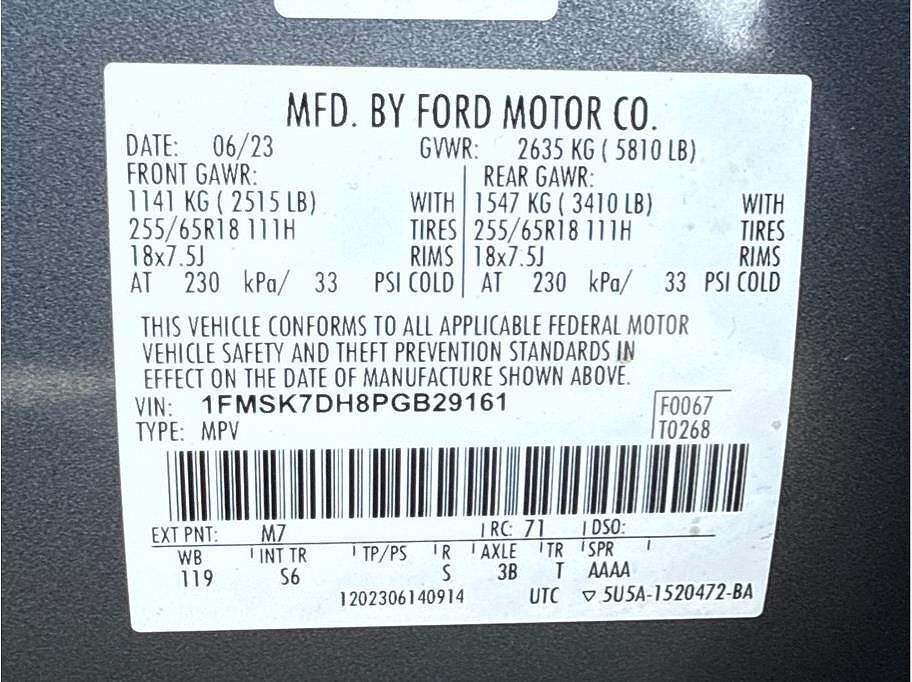 MFD. BY FORD MOTOR CO.
DATE: 06/23 GVWR: 2635 KG ( 5810 LB)
FRONT GAWR: REAR GAWR:
1141 KG ( 2515 LB) WITH 1547 KG ( 3410 LB) WITH
255/65R18 111H TIRES 255/65R18 111H TIRES
18x7.5J RIMS 18x7.5J RIMS
AT 230 kPa/ 33 PSI COLD AT 230 kPa/ 33 PSI COLD
THIS VEHICLE CONFORMS TO ALL APPLICABLE FEDERAL MOTOR
VEHICLE SAFETY AND THEFT PREVENTION STANDARDS IN
EFFECT ON THE DATE OF MANUFACTURE SHOWN ABOVE.
VIN: 1FMSK7DH8PGB29161 F0067
TYPE: MPV T0268
EXT PNT: M7 RC: 71 DSO:
WB INT TR TP/PS R AXLE TR SPR
119 S6 S 3B T AAAA
1202306140914 UTC ▽ 5U5A-1520472-BA